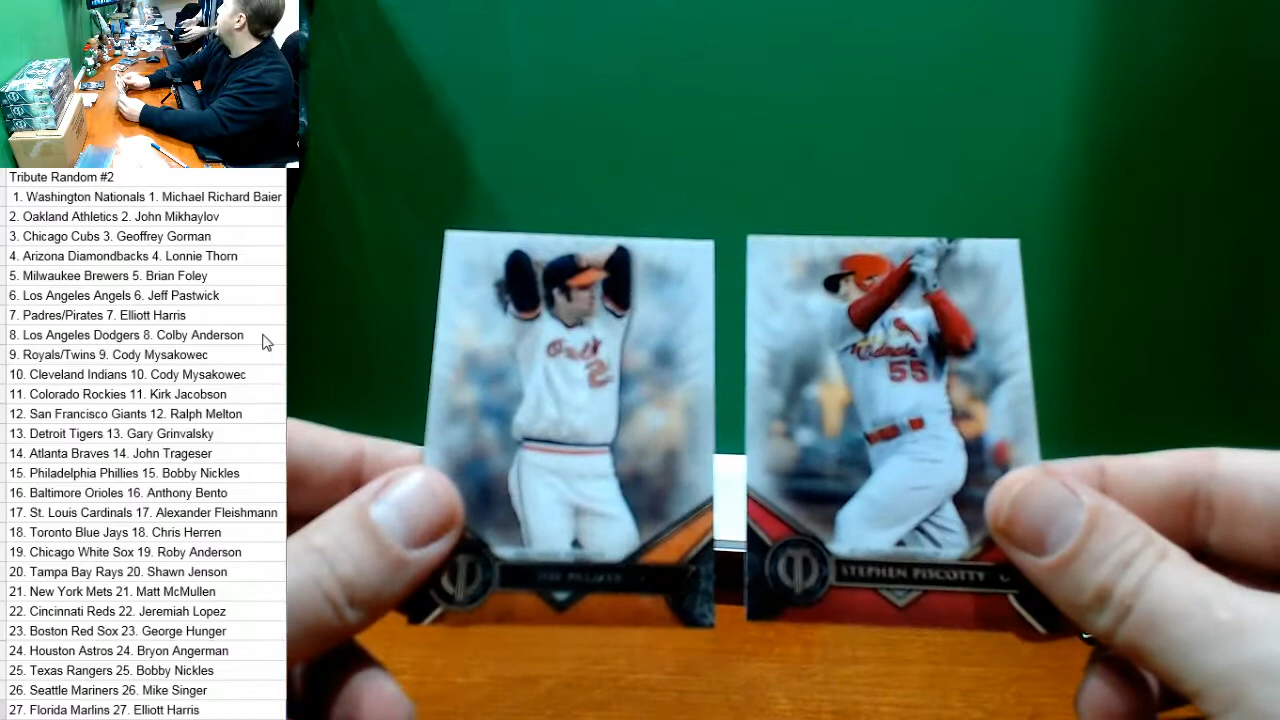 Tribute Random #2
1. Washington Nationals 1. Michael Richard Baier
2. Oakland Athletics 2. John Mikhaylov
3. Chicago Cubs 3. Geoffrey Gorman
4. Arizona Diamondbacks 4. Lonnie Thorn
5. Milwaukee Brewers 5. Brian Foley
6. Los Angeles Angels 6. Jeff Pastwick
7. Padres/Pirates 7. Elliott Harris
8. Los Angeles Dodgers 8. Colby Anderson
9. Royals/Twins 9. Cody Mysakowec
10. Cleveland Indians 10. Cody Mysakowec
11. Colorado Rockies 11. Kirk Jacobson
12. San Francisco Giants 12. Ralph Melton
13. Detroit Tigers 13. Gary Grinvalsky
14. Atlanta Braves 14. John Trageser
15. Philadelphia Phillies 15. Bobby Nickles
16. Baltimore Orioles 16. Anthony Bento
17. St. Louis Cardinals 17. Alexander Fleishmann
18. Toronto Blue Jays 18. Chris Herren
19. Chicago White Sox 19. Roby Anderson
20. Tampa Bay Rays 20. Shawn Jenson
21. New York Mets 21. Matt McMullen
22. Cincinnati Reds 22. Jeremiah Lopez
23. Boston Red Sox 23. George Hunger
24. Houston Astros 24. Bryon Angerman
25. Texas Rangers 25. Bobby Nickles
26. Seattle Mariners 26. Mike Singer
27. Florida Marlins 27. Elliott Harris
Cardinals
55
STEPHEN PISCOTTY